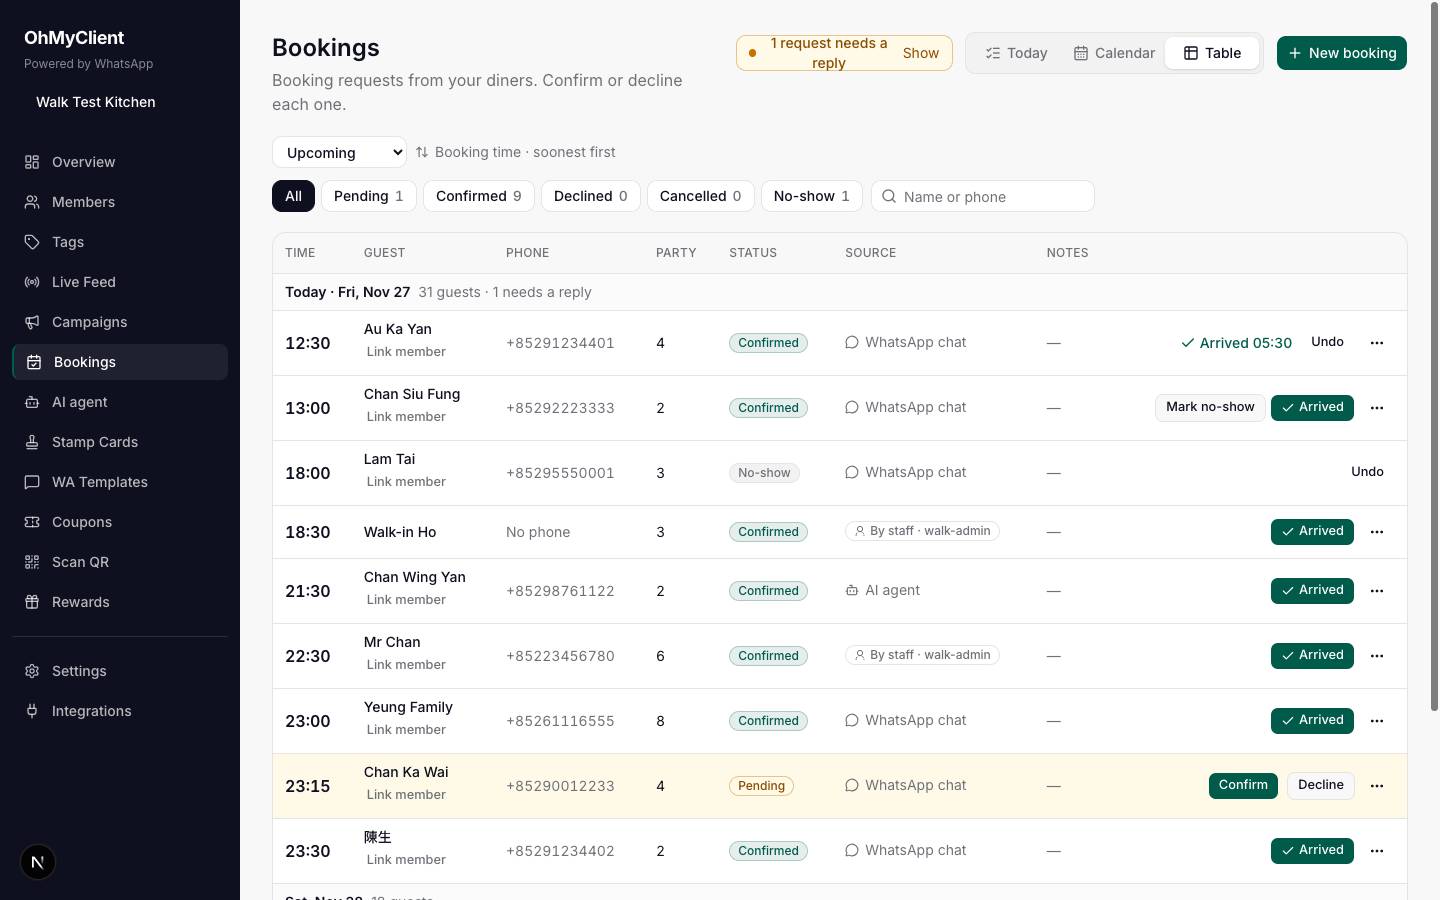 OhMyClient
Powered by WhatsApp
Walk Test Kitchen
Overview
Members
Tags
Live Feed
Campaigns
Bookings
AI agent
Stamp Cards
WA Templates
Coupons
Scan QR
Rewards
Settings
Integrations
N
Bookings
Booking requests from your diners. Confirm or decline
each one.
1 request needs a
reply
Show
Today Calendar Table
+ New booking
Upcoming
Booking time · soonest first
All Pending 1 Confirmed 9 Declined 0 Cancelled 0 No-show 1 Name or phone
TIME GUEST PHONE PARTY STATUS SOURCE NOTES
Today · Fri, Nov 27 31 guests · 1 needs a reply
12:30 Au Ka Yan +85291234401 4 Confirmed WhatsApp chat — Arrived 05:30 Undo ···
Link member
13:00 Chan Siu Fung +85292223333 2 Confirmed WhatsApp chat — Mark no-show Arrived ···
Link member
18:00 Lam Tai +85295550001 3 No-show WhatsApp chat — Undo
Link member
18:30 Walk-in Ho No phone 3 Confirmed By staff · walk-admin — Arrived ···
21:30 Chan Wing Yan +85298761122 2 Confirmed AI agent — Arrived ···
Link member
22:30 Mr Chan +85223456780 6 Confirmed By staff · walk-admin — Arrived ···
Link member
23:00 Yeung Family +85261116555 8 Confirmed WhatsApp chat — Arrived ···
Link member
23:15 Chan Ka Wai +85290012233 4 Pending WhatsApp chat — Confirm Decline ···
Link member
23:30 陳生 +85291234402 2 Confirmed WhatsApp chat — Arrived ···
Link member
Sat, Nov 28